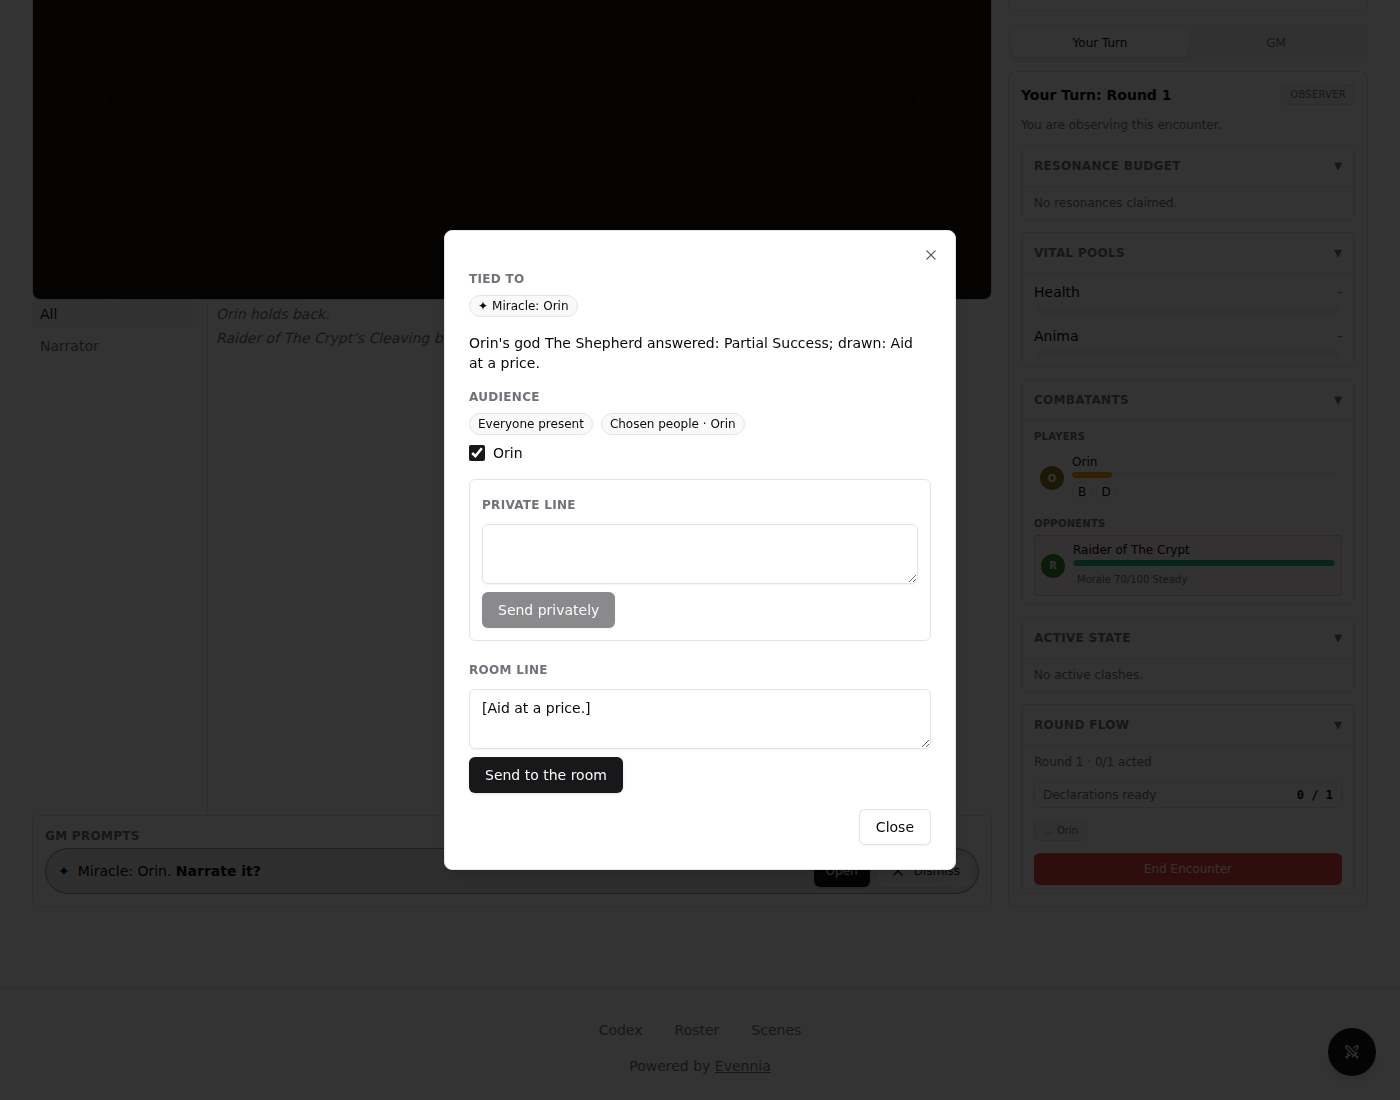 Your Turn
GM
Your Turn: Round 1
OBSERVER
You are observing this encounter.
RESONANCE BUDGET ▼
No resonances claimed.
VITAL POOLS ▼
Health -
Anima -
COMBATANTS ▼
PLAYERS
O
Orin
B D
OPPONENTS
R
Raider of The Crypt
Morale 70/100 Steady
ACTIVE STATE ▼
No active clashes.
ROUND FLOW ▼
Round 1 · 0/1 acted
Declarations ready 0 / 1
... Orin
End Encounter
All
Narrator
Orin holds back.
Raider of The Crypt's Cleaving
TIED TO
✦ Miracle: Orin
Orin's god The Shepherd answered: Partial Success; drawn: Aid
at a price.
AUDIENCE
Everyone present
Chosen people · Orin
Orin
PRIVATE LINE
Send privately
ROOM LINE
[Aid at a price.]
Send to the room
Close
GM PROMPTS
✦ Miracle: Orin. Narrate it?
Open
Dismiss
Codex Roster Scenes
Powered by Evennia